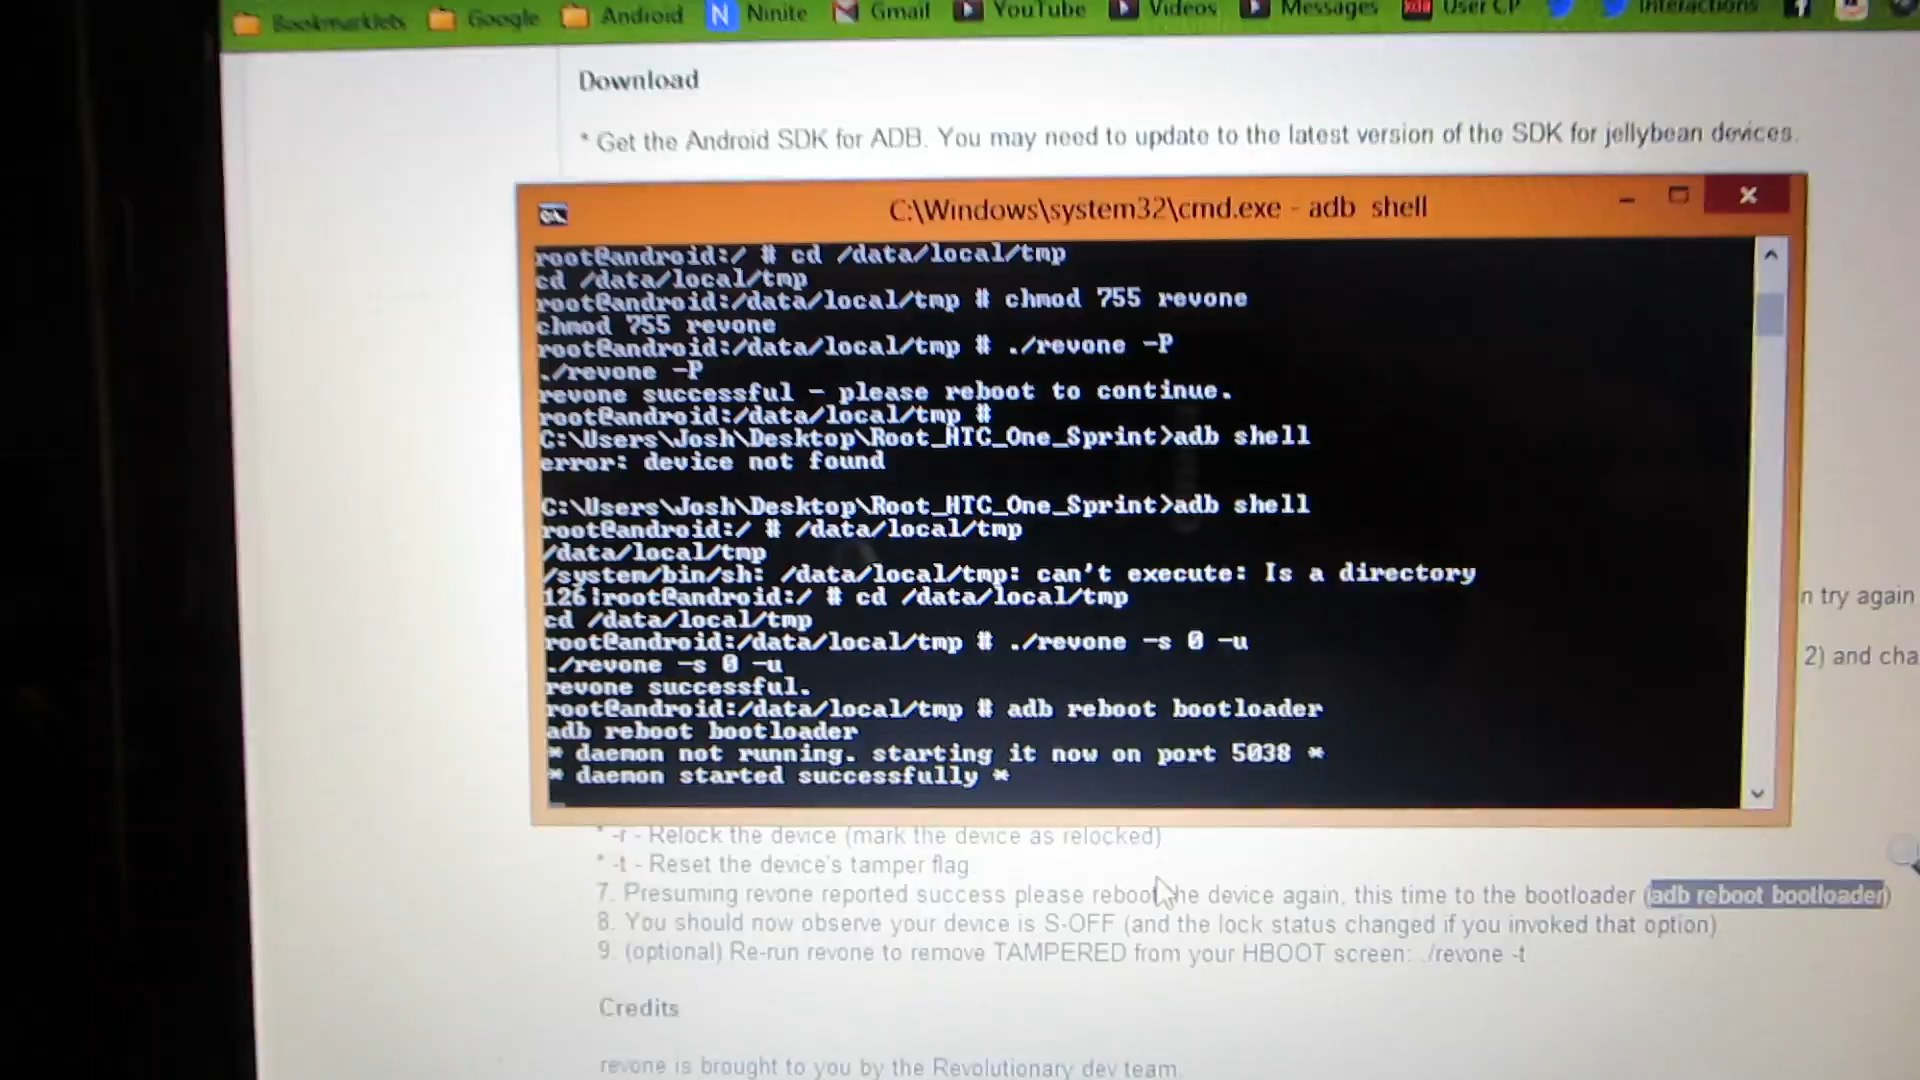 Bookmarklets Google Android Ninite Gmail YouTube Videos Messages User CP Interactions
Download
* Get the Android SDK for ADB. You may need to update to the latest version of the SDK for jellybean devices.
C:\Windows\system32\cmd.exe - adb shell
root@android:/ # cd /data/local/tmp
cd /data/local/tmp
root@android:/data/local/tmp # chmod 755 revone
chmod 755 revone
root@android:/data/local/tmp # ./revone -P
./revone -P
revone successful - please reboot to continue.
root@android:/data/local/tmp #
C:\Users\Josh\Desktop\Root_HTC_One_Sprint>adb shell
error: device not found
C:\Users\Josh\Desktop\Root_HTC_One_Sprint>adb shell
root@android:/ # /data/local/tmp
/data/local/tmp
/system/bin/sh: /data/local/tmp: can't execute: Is a directory
126|root@android:/ # cd /data/local/tmp
cd /data/local/tmp
root@android:/data/local/tmp # ./revone -s 0 -u
./revone -s 0 -u
revone successful.
root@android:/data/local/tmp # adb reboot bootloader
adb reboot bootloader
* daemon not running. starting it now on port 5038 *
* daemon started successfully *
n try again
2) and cha
* -r - Relock the device (mark the device as relocked)
* -t - Reset the device's tamper flag
7. Presuming revone reported success please reboot the device again, this time to the bootloader (adb reboot bootloader)
8. You should now observe your device is S-OFF (and the lock status changed if you invoked that option)
9. (optional) Re-run revone to remove TAMPERED from your HBOOT screen: ./revone -t
Credits
revone is brought to you by the Revolutionary dev team.